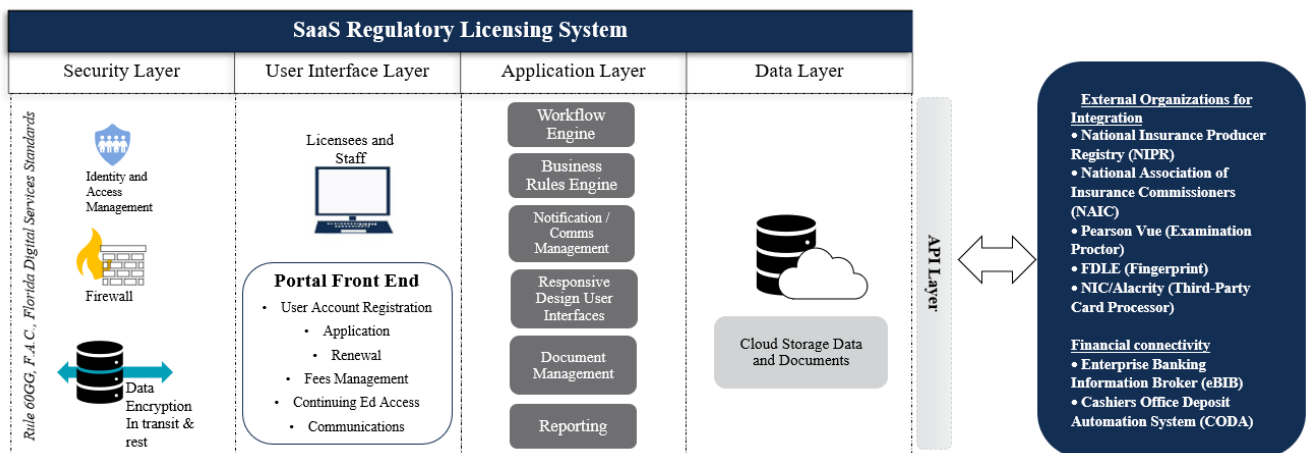 SaaS Regulatory Licensing System
Security Layer
User Interface Layer
Application Layer
Data Layer
Rule 60GG, F.A.C., Florida Digital Services Standards
Identity and
Access
Management
Firewall
Data
Encryption
In transit &
rest
Licensees and
Staff
Portal Front End
• User Account Registration
• Application
• Renewal
• Fees Management
• Continuing Ed Access
• Communications
Workflow
Engine
Business
Rules Engine
Notification /
Comms
Management
Responsive
Design User
Interfaces
Document
Management
Reporting
Cloud Storage Data
and Documents
API Layer
External Organizations for
Integration
• National Insurance Producer
Registry (NIPR)
• National Association of
Insurance Commissioners
(NAIC)
• Pearson Vue (Examination
Proctor)
• FDLE (Fingerprint)
• NIC/Alacrity (Third-Party
Card Processor)
Financial connectivity
• Enterprise Banking
Information Broker (eBIB)
• Cashiers Office Deposit
Automation System (CODA)